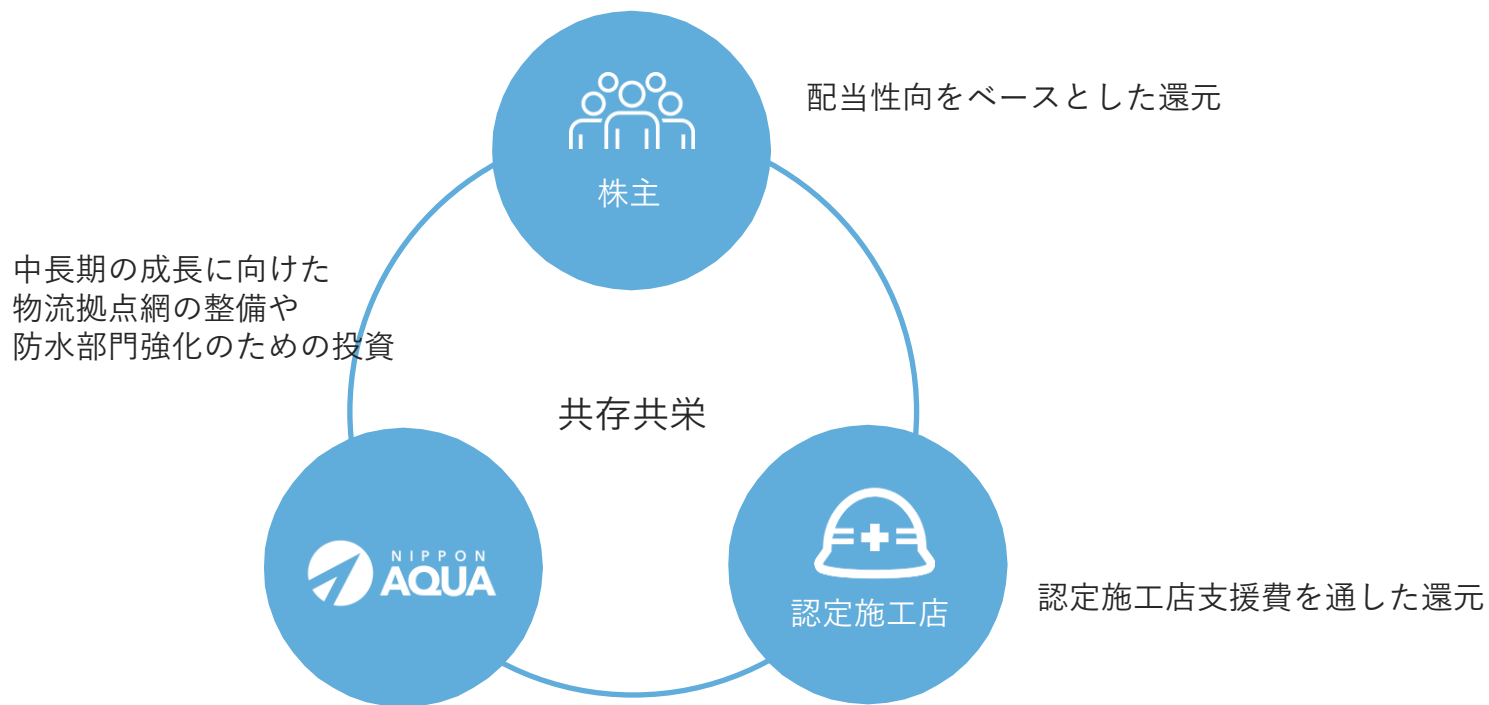 配当性向をベースとした還元
株主
中長期の成長に向けた
物流拠点網の整備や
防水部門強化のための投資
共存共栄
NIPPON
AQUA
認定施工店
認定施工店支援費を通した還元